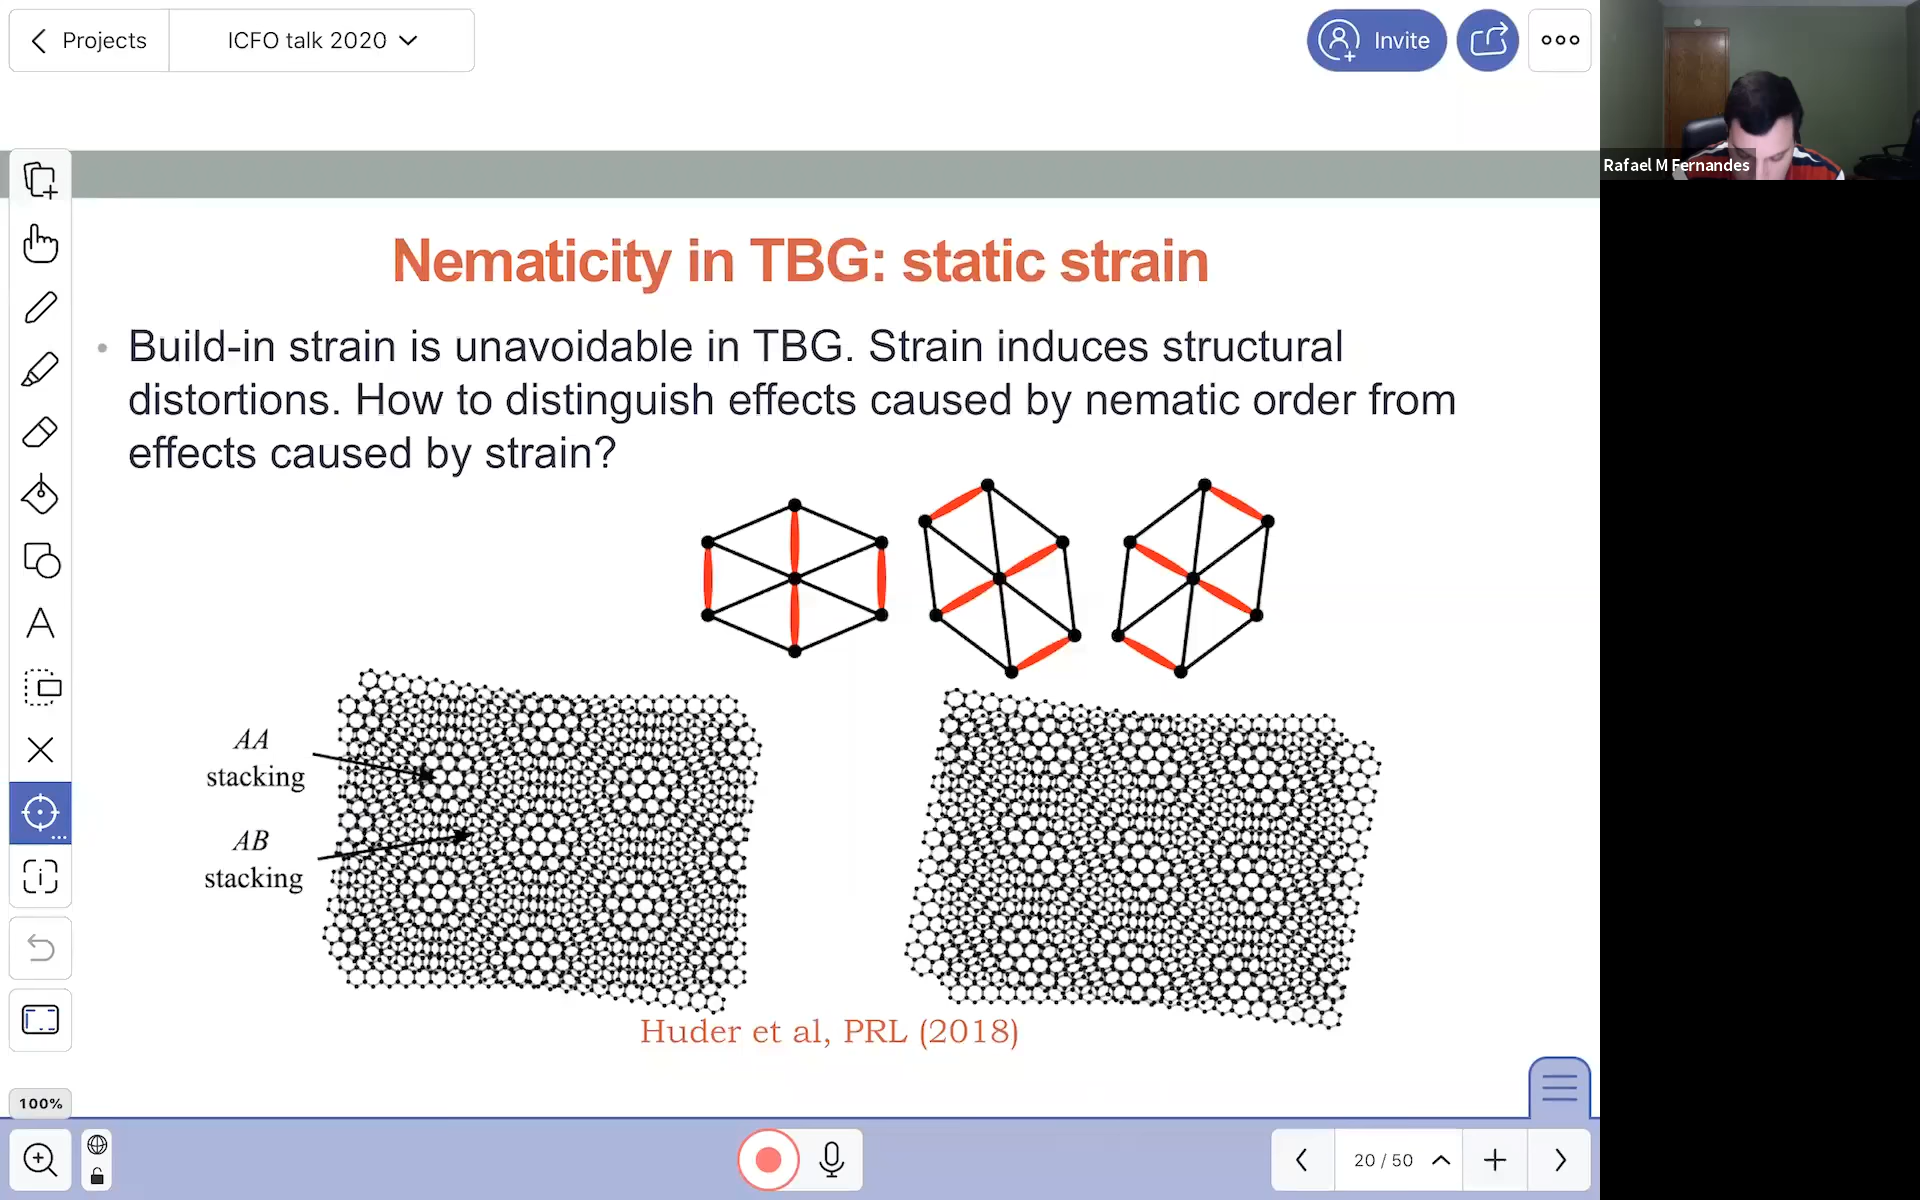 Projects
ICFO talk 2020
Invite
Rafael M Fernandes
Nematicity in TBG: static strain
• Build-in strain is unavoidable in TBG. Strain induces structural
distortions. How to distinguish effects caused by nematic order from
effects caused by strain?
AA
stacking
AB
stacking
Huder et al, PRL (2018)
100%
20 / 50